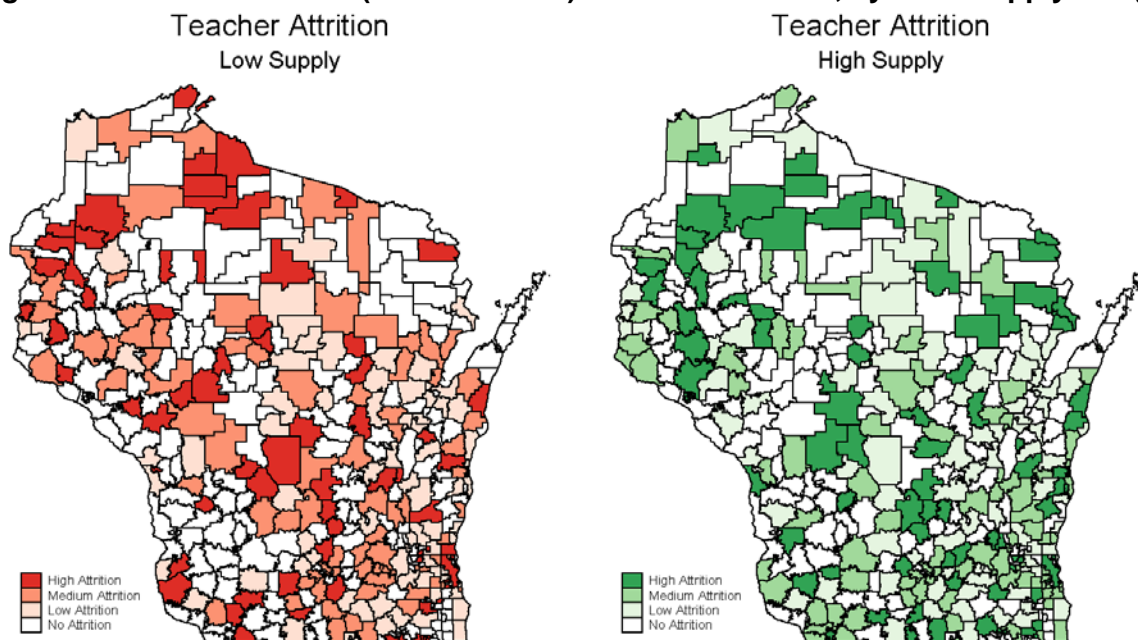 Teacher Attrition
Low Supply
High Attrition
Medium Attrition
Low Attrition
No Attrition
Teacher Attrition
High Supply
High Attrition
Medium Attrition
Low Attrition
No Attrition